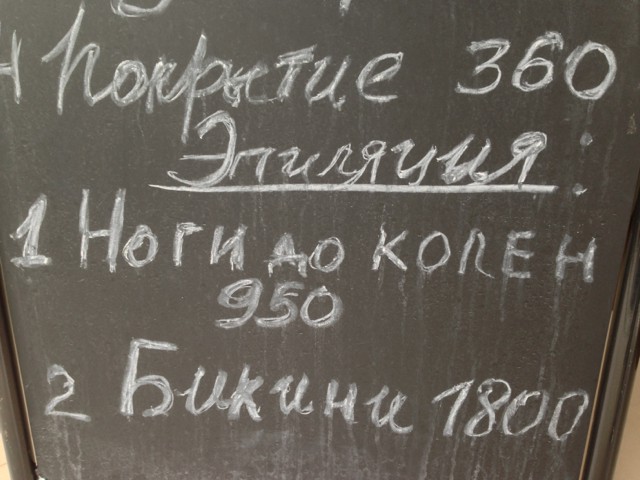 Покрытие 360
Эпиляция:
1 Ноги до колен
950
2 Бикини 1800